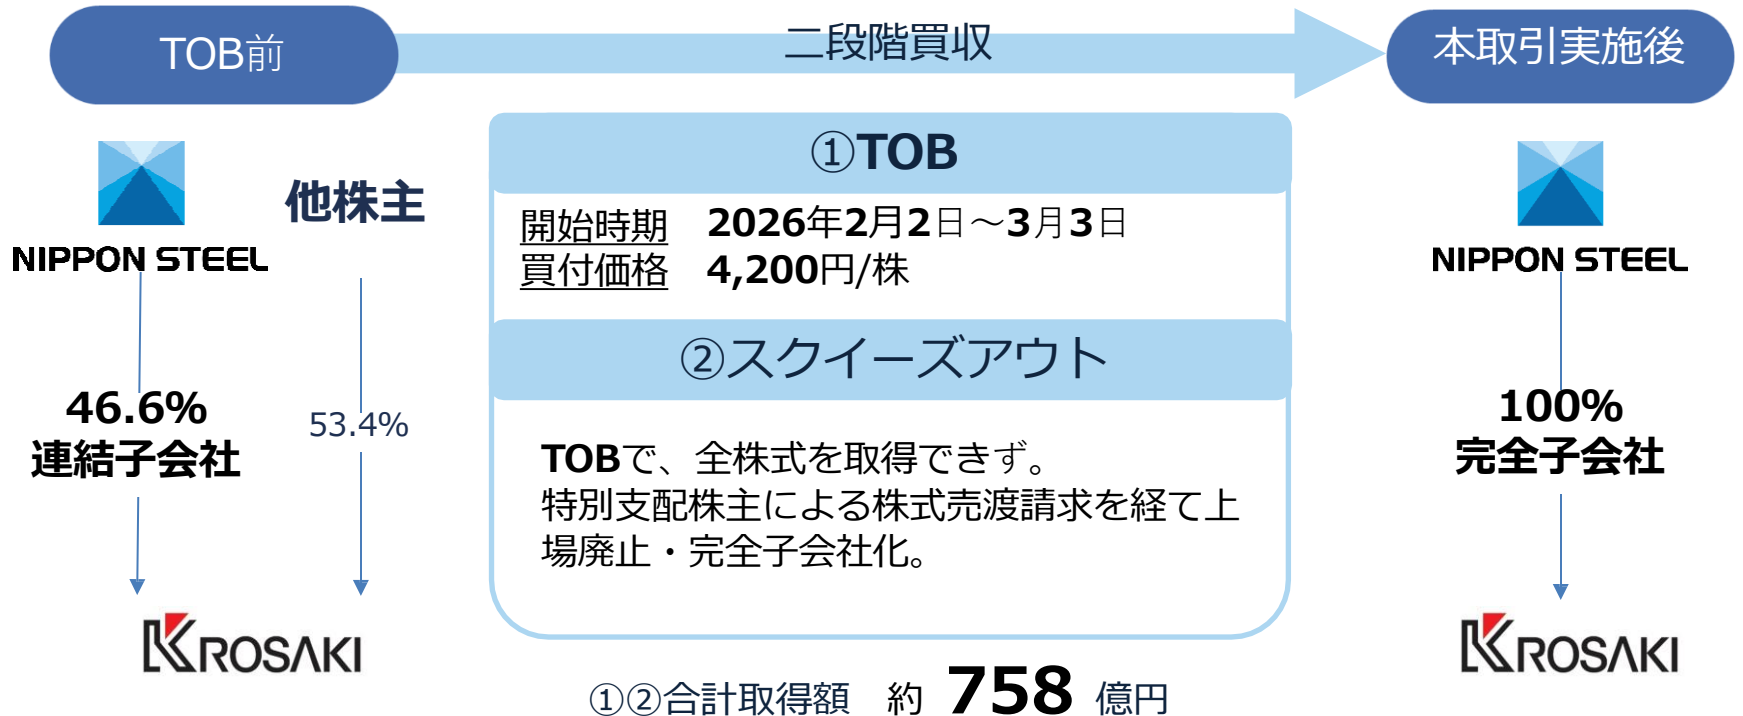 TOB前
二段階買収
本取引実施後
NIPPON STEEL
他株主
46.6%
連結子会社
53.4%
KROSAKI
①TOB
開始時期 2026年2月2日～3月3日
買付価格 4,200円/株
②スクイーズアウト
TOBで、全株式を取得できず。
特別支配株主による株式売渡請求を経て上
場廃止・完全子会社化。
①②合計取得額 約 758 億円
NIPPON STEEL
100%
完全子会社
KROSAKI